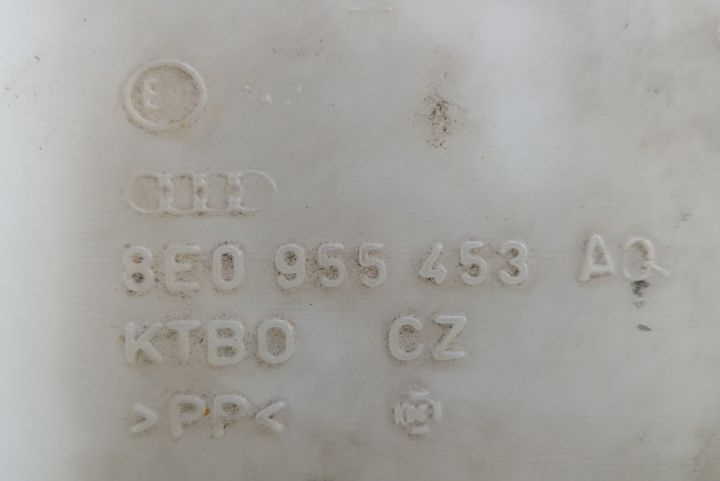 E
8E0 955 453 AQ
KTBO CZ
>PP<